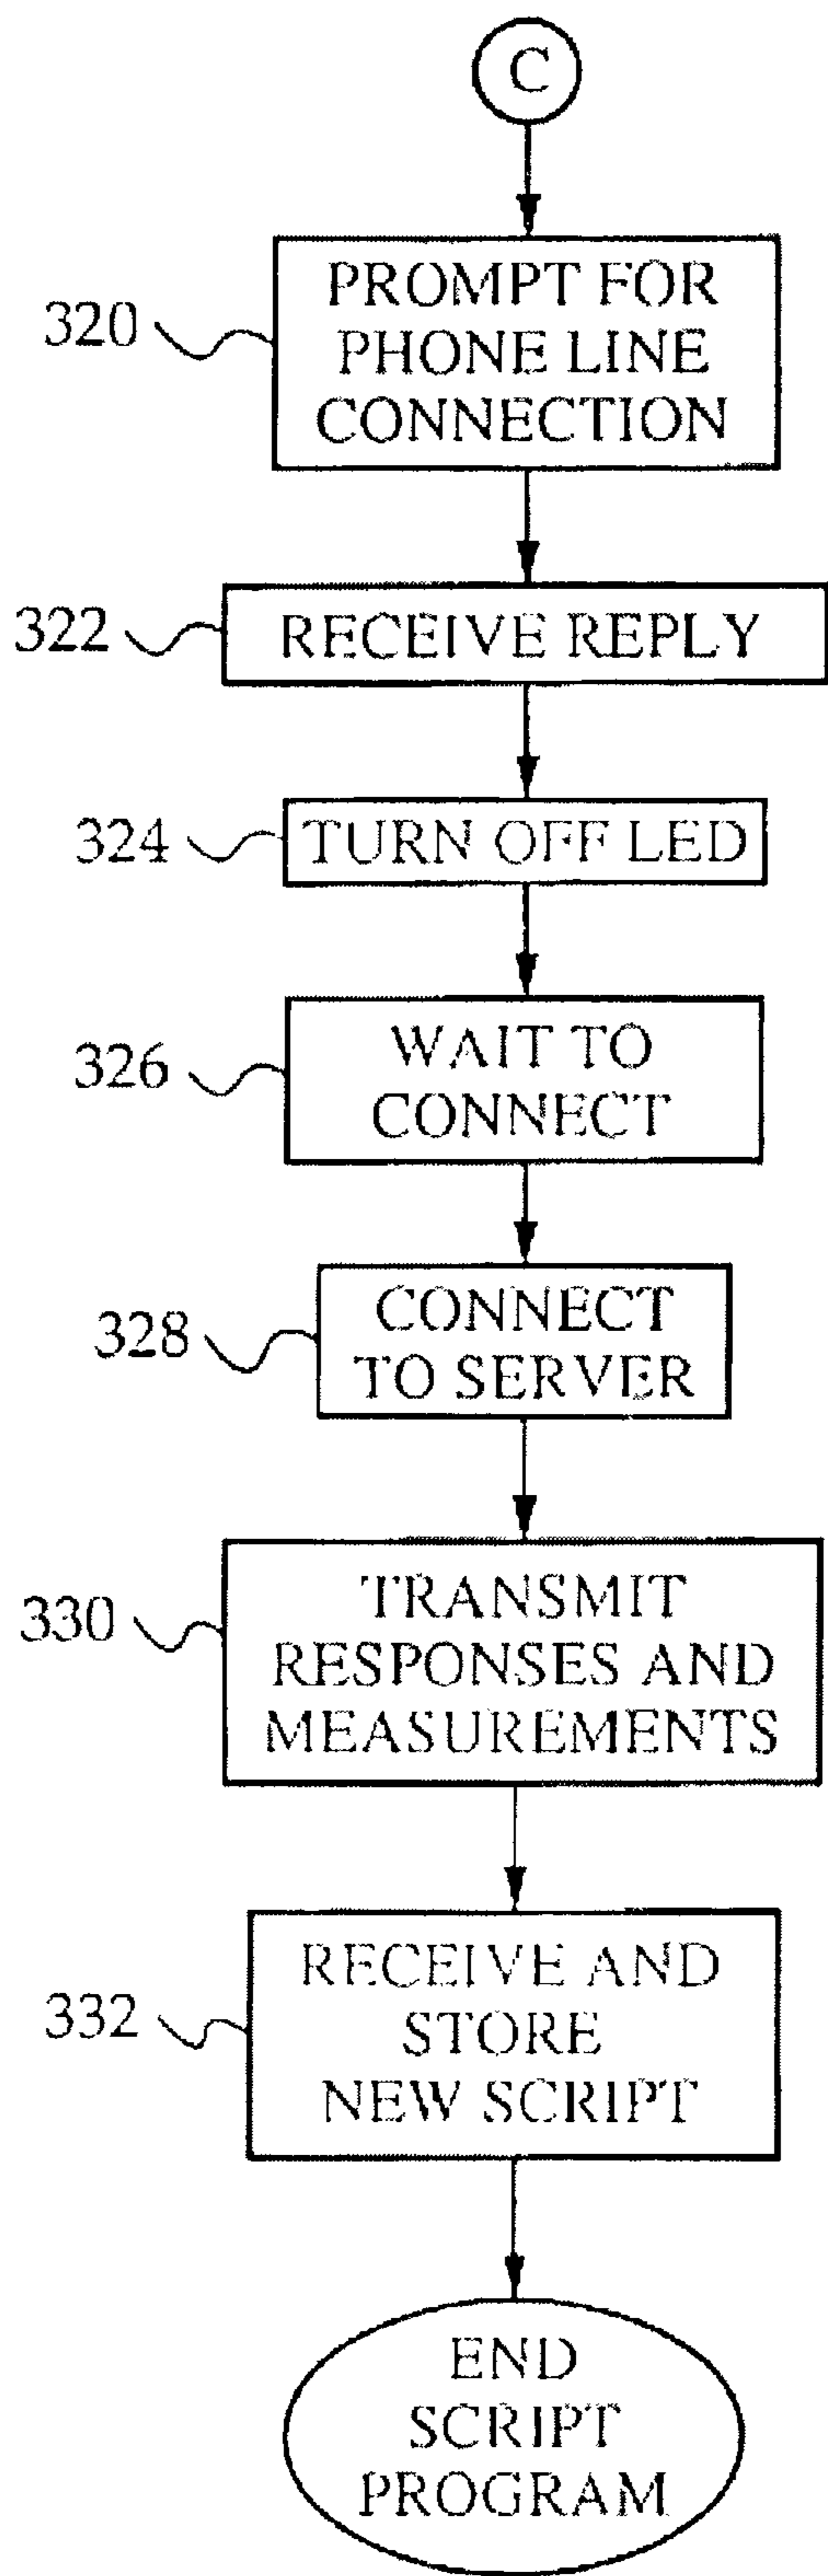 C
320
PROMPT FOR
PHONE LINE
CONNECTION
322
RECEIVE REPLY
324
TURN OFF LED
326
WAIT TO
CONNECT
328
CONNECT
TO SERVER
330
TRANSMIT
RESPONSES AND
MEASUREMENTS
332
RECEIVE AND
STORE
NEW SCRIPT
END
SCRIPT
PROGRAM